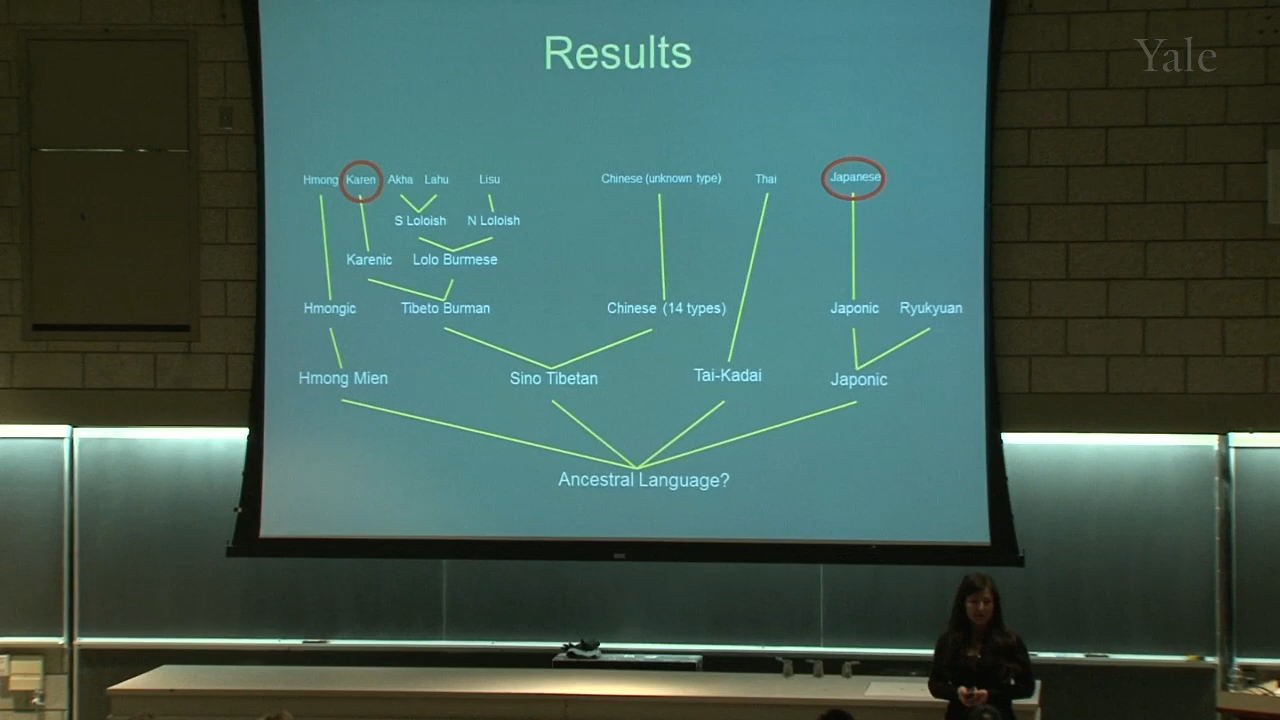 Yale
Results
Hmong Karen Akha Lahu Lisu Chinese (unknown type) Thai Japanese
S Loloish N Loloish
Karenic Lolo Burmese
Hmongic Tibeto Burman Chinese (14 types) Japonic Ryukyuan
Hmong Mien Sino Tibetan Tai-Kadai Japonic
Ancestral Language?